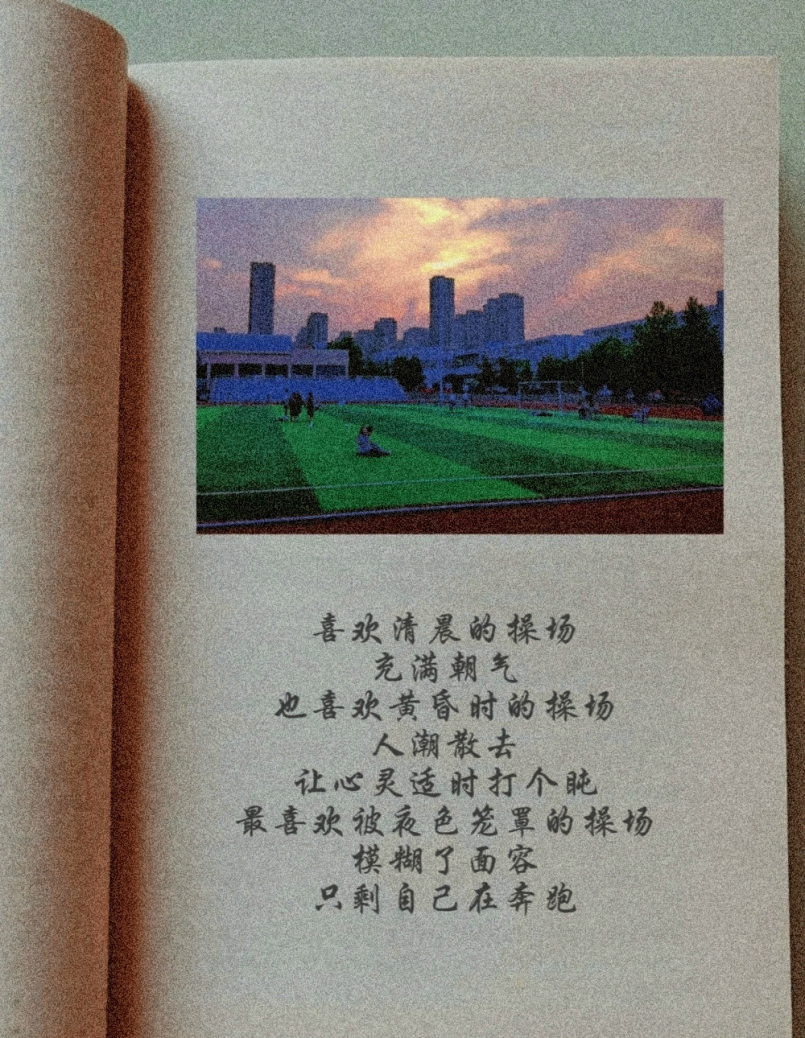 喜欢清晨的操场
充满朝气
也喜欢黄昏时的操场
人潮散去
让心灵适时打个盹
最喜欢被夜色笼罩的操场
模糊了面容
只剩自己在奔跑